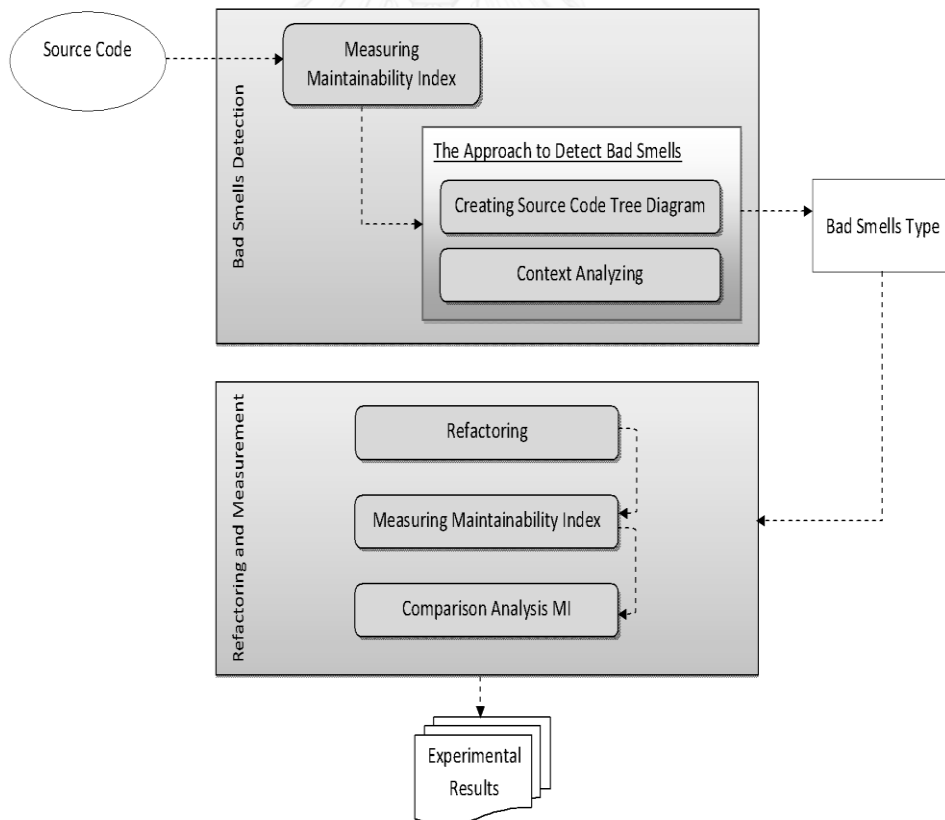 Source Code
Measuring
Maintainability Index
Bad Smells Detection
The Approach to Detect Bad Smells
Creating Source Code Tree Diagram
Context Analyzing
Bad Smells Type
Refactoring and Measurement
Refactoring
Measuring Maintainability Index
Comparison Analysis MI
Experimental
Results